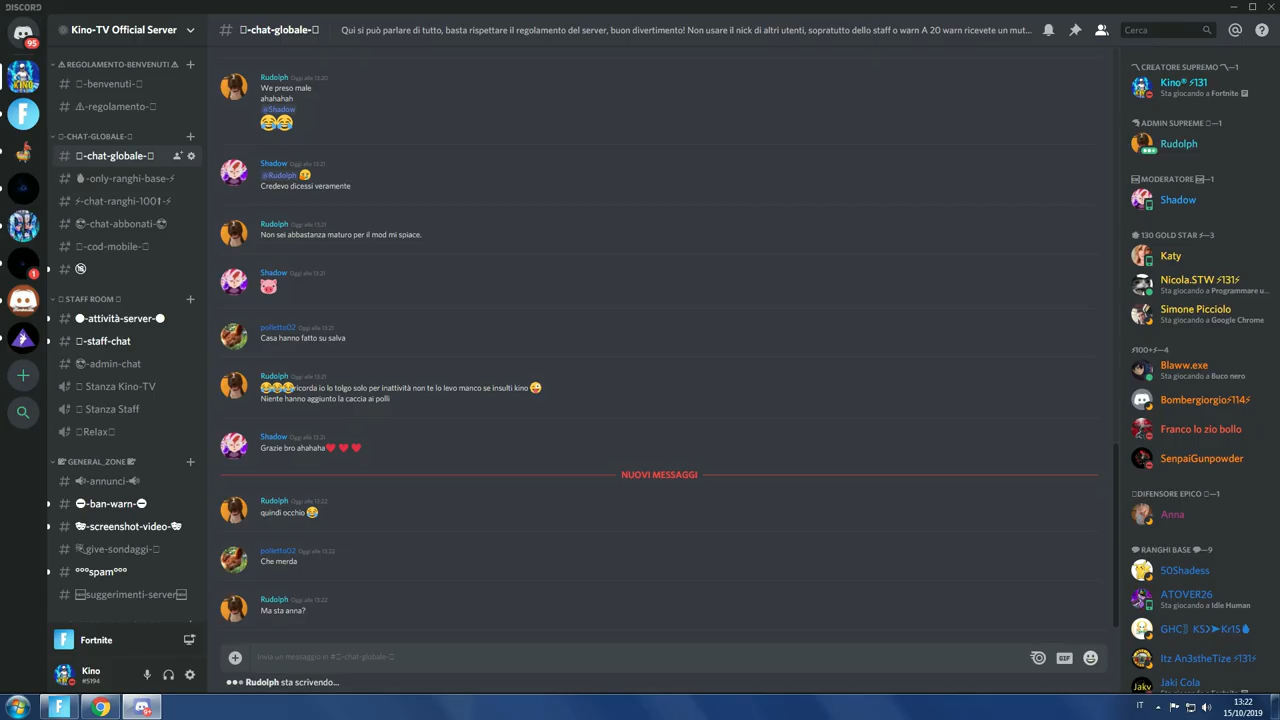 DISCORD
95
Kino-TV Official Server
REGOLAMENTO-BENVENUTI
-benvenuti-
-regolamento-
-CHAT-GLOBALE-
-chat-globale-
-only-ranghi-base-⚡
⚡-chat-ranghi-100⬆-⚡
-chat-abbonati-
-cod-mobile-
1
STAFF ROOM
-attività-server-
-staff-chat
-admin-chat
Stanza Kino-TV
Stanza Staff
Relax
GENERAL_ZONE
-annunci-
-ban-warn-
-screenshot-video-
give-sondaggi-
°°°spam°°°
suggerimenti-server
Fortnite
Kino
#5194
-chat-globale-
Qui si può parlare di tutto, basta rispettare il regolamento del server, buon divertimento! Non usare il nick di altri utenti, sopratutto dello staff o warn A 20 warn ricevete un mut...
Cerca
Rudolph Oggi alle 13:20
We preso male
ahahahah
@Shadow
😂😂
Shadow Oggi alle 13:21
@Rudolph
Credevo dicessi veramente
Rudolph Oggi alle 13:21
Non sei abbastanza maturo per il mod mi spiace.
Shadow Oggi alle 13:21
🐷
polletto02 Oggi alle 13:21
Casa hanno fatto su salva
Rudolph Oggi alle 13:21
😂😂😂ricorda io lo tolgo solo per inattività non te lo levo manco se insulti kino 😜
Niente hanno aggiunto la caccia ai polli
Shadow Oggi alle 13:21
Grazie bro ahahaha♥ ♥ ♥
NUOVI MESSAGGI
Rudolph Oggi alle 13:22
quindi occhio 😂
polletto02 Oggi alle 13:22
Che merda
Rudolph Oggi alle 13:22
Ma sta anna?
Invia un messaggio in #-chat-globale-
GIF
Rudolph sta scrivendo...
CREATORE SUPREMO —1
Kino® ⚡131
Sta giocando a Fortnite
ADMIN SUPREME —1
Rudolph
MODERATORE —1
Shadow
130 GOLD STAR ⚡—3
Katy
Nicola.STW ⚡131⚡
Sta giocando a Programmare u...
Simone Picciolo
Sta giocando a Google Chrome
⚡100+⚡—4
Blaww.exe
Sta giocando a Buco nero
Bombergiorgio⚡114⚡
Franco lo zio bollo
SenpaiGunpowder
DIFENSORE EPICO —1
Anna
RANGHI BASE —9
50Shadess
ATOVER26
Sta giocando a Idle Human
Itz An3stheTize ⚡131⚡
Jaki Cola
IT
13:22
15/10/2019